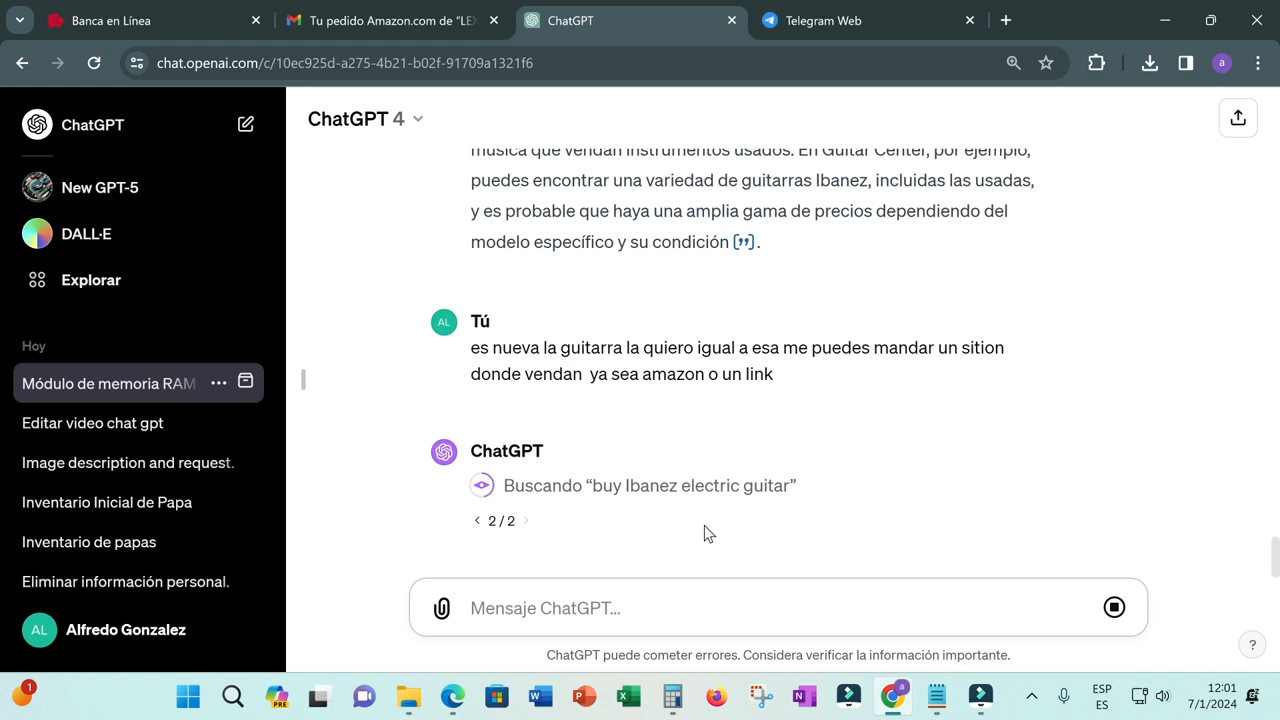 Banca en Línea
Tu pedido Amazon.com de “LEX
ChatGPT
Telegram Web
chat.openai.com/c/10ec925d-a275-4b21-b02f-91709a1321f6
ChatGPT
New GPT-5
DALL·E
Explorar
Hoy
Módulo de memoria RAM
Editar video chat gpt
Image description and request.
Inventario Inicial de Papa
Inventario de papas
Eliminar información personal.
AL Alfredo Gonzalez
ChatGPT 4
música que vendan instrumentos usados. En Guitar Center, por ejemplo,
puedes encontrar una variedad de guitarras Ibanez, incluidas las usadas,
y es probable que haya una amplia gama de precios dependiendo del
modelo específico y su condición [”].
AL Tú
es nueva la guitarra la quiero igual a esa me puedes mandar un sition
donde vendan ya sea amazon o un link
ChatGPT
Buscando “buy Ibanez electric guitar”
2 / 2
Mensaje ChatGPT...
ChatGPT puede cometer errores. Considera verificar la información importante.
?
1
PRE
ESP
ES
12:01
7/1/2024